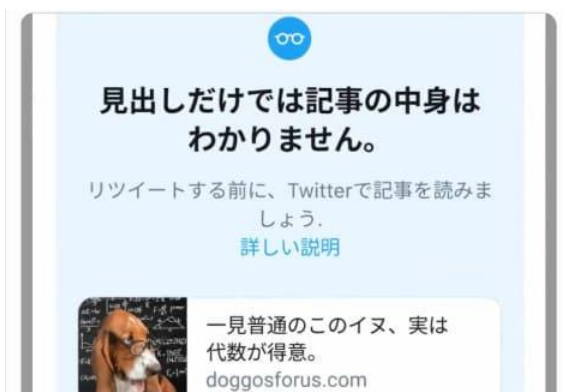 見出しだけでは記事の中身は
わかりません。
リツイートする前に、Twitterで記事を読みま
しょう.
詳しい説明
一見普通のこのイヌ、実は
代数が得意。
doggosforus.com